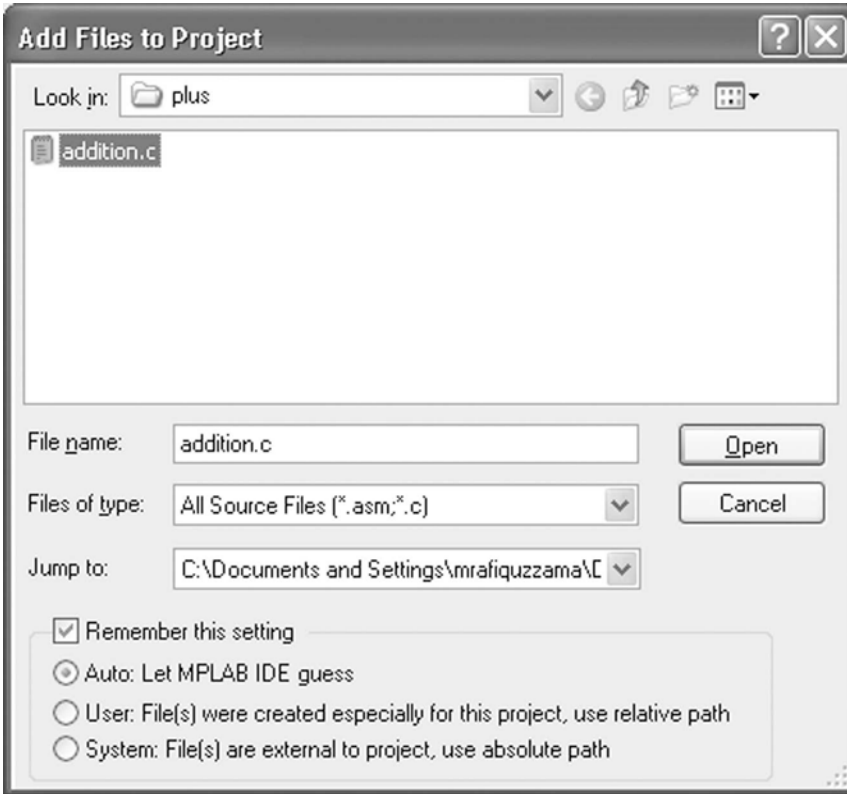 Add Files to Project
Look in: plus
addition.c
File name: addition.c Open
Files of type: All Source Files (*.asm;*.c) Cancel
Jump to: C:\Documents and Settings\mrafiquzzama\D
Remember this setting
Auto: Let MPLAB IDE guess
User: File(s) were created especially for this project, use relative path
System: File(s) are external to project, use absolute path